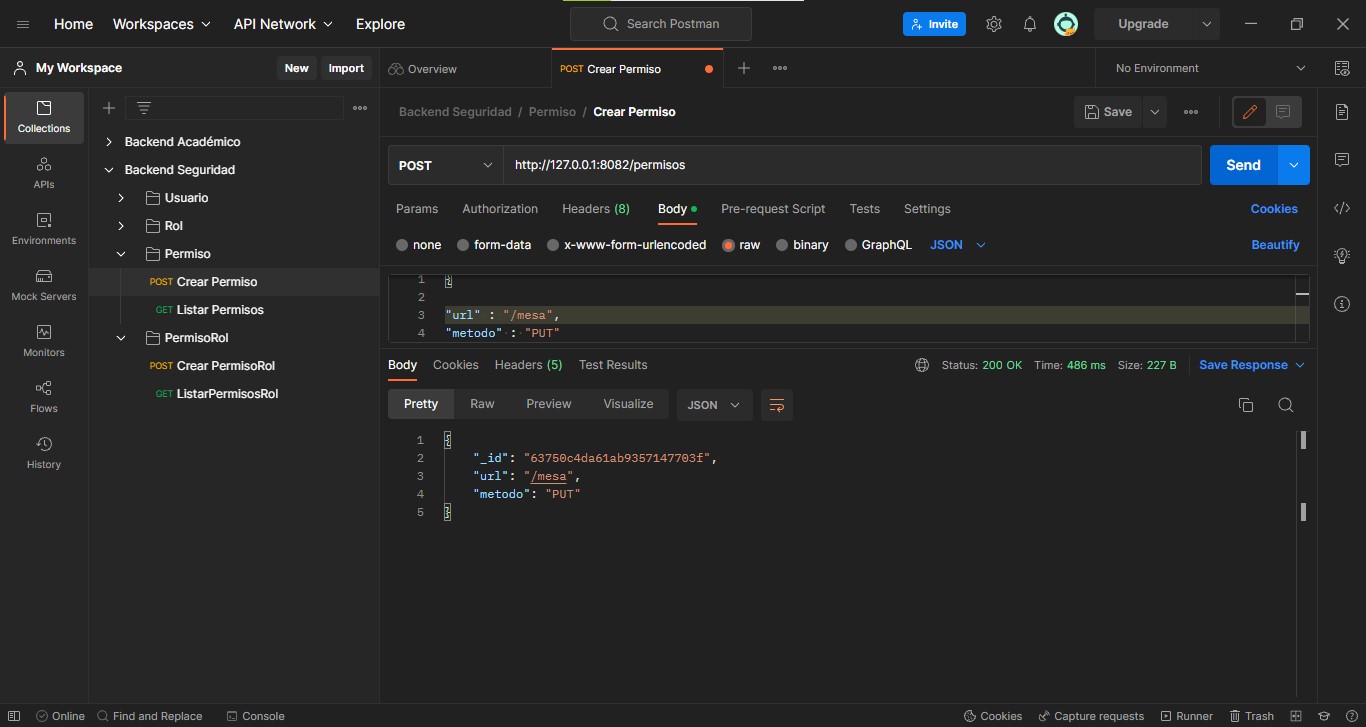 Home Workspaces API Network Explore Search Postman Invite Upgrade
My Workspace New Import Overview POST Crear Permiso No Environment
Collections
APIs
Environments
Mock Servers
Monitors
Flows
History
Backend Académico
Backend Seguridad
Usuario
Rol
Permiso
POST Crear Permiso
GET Listar Permisos
PermisoRol
POST Crear PermisoRol
GET ListarPermisosRol
Backend Seguridad / Permiso / Crear Permiso Save
POST http://127.0.0.1:8082/permisos Send
Params Authorization Headers (8) Body Pre-request Script Tests Settings Cookies
none form-data x-www-form-urlencoded raw binary GraphQL JSON Beautify
1 {
2
3 "url" : "/mesa",
4 "metodo" : "PUT"
Body Cookies Headers (5) Test Results Status: 200 OK Time: 486 ms Size: 227 B Save Response
Pretty Raw Preview Visualize JSON
1 {
2 "_id": "63750c4da61ab9357147703f",
3 "url": "/mesa",
4 "metodo": "PUT"
5 }
Online Find and Replace Console Cookies Capture requests Runner Trash